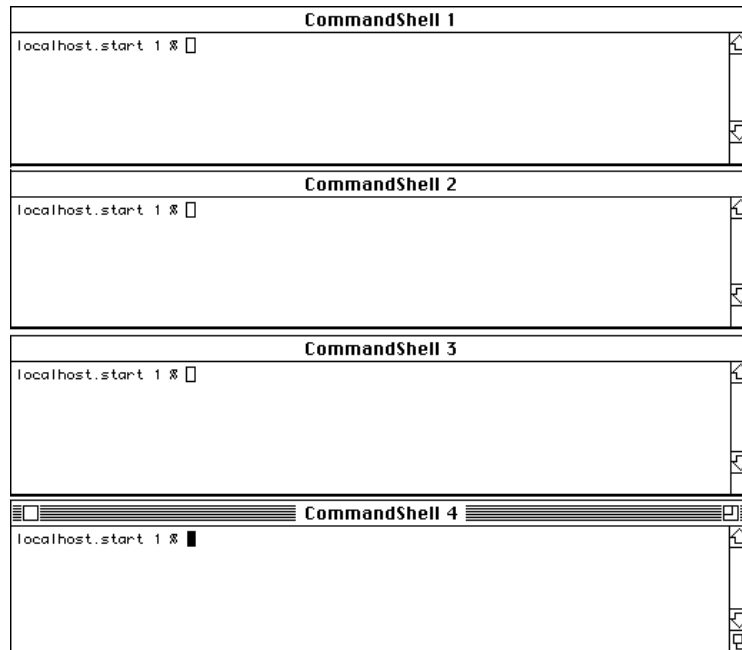 CommandShell 1
localhost.start 1 %
CommandShell 2
localhost.start 1 %
CommandShell 3
localhost.start 1 %
CommandShell 4
localhost.start 1 %